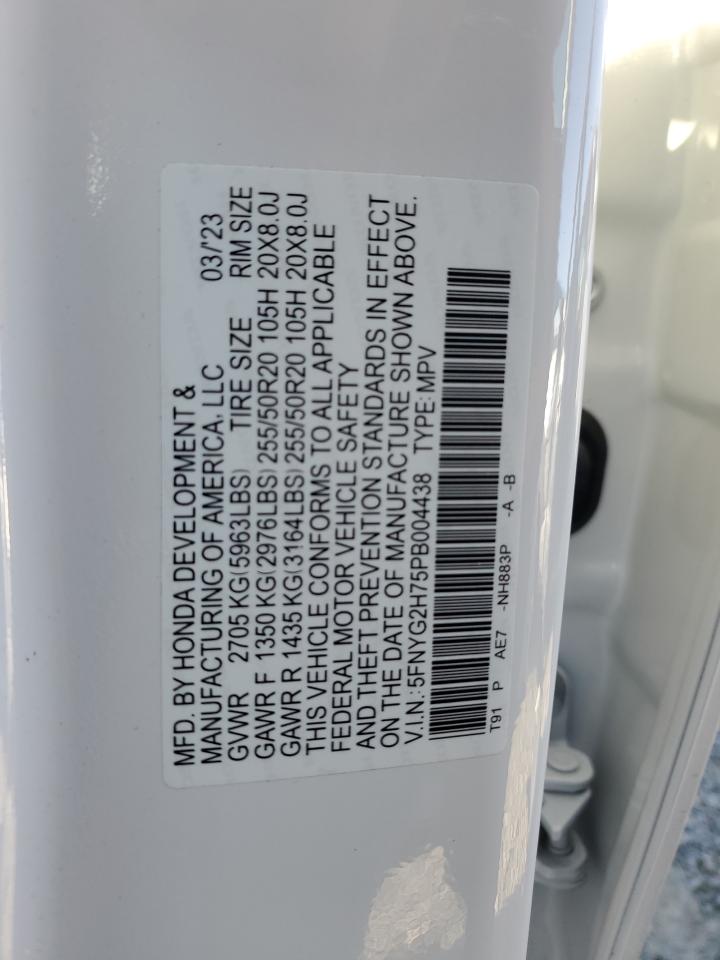 MFD. BY HONDA DEVELOPMENT &
MANUFACTURING OF AMERICA, LLC 03/'23
GVWR 2705 KG(5963LBS) TIRE SIZE RIM SIZE
GAWR F 1350 KG(2976LBS) 255/50R20 105H 20X8.0J
GAWR R 1435 KG(3164LBS) 255/50R20 105H 20X8.0J
THIS VEHICLE CONFORMS TO ALL APPLICABLE
FEDERAL MOTOR VEHICLE SAFETY
AND THEFT PREVENTION STANDARDS IN EFFECT
ON THE DATE OF MANUFACTURE SHOWN ABOVE.
V.I.N.:5FNYG2H75PB004438 TYPE: MPV
T91 P AE7 -NH883P -A -B